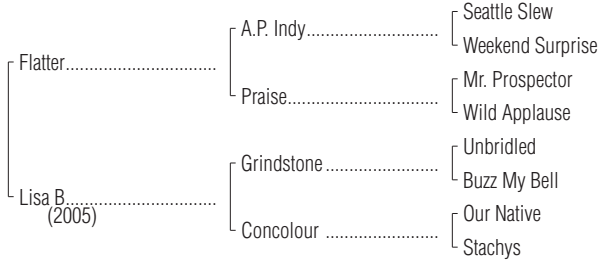 Seattle Slew
A.P. Indy..............................
Weekend Surprise
Flatter..................................
Mr. Prospector
Praise..................................
Wild Applause
Unbridled
Grindstone.........................
Buzz My Bell
Lisa B..................................
(2005)
Our Native
Concolour .........................
Stachys